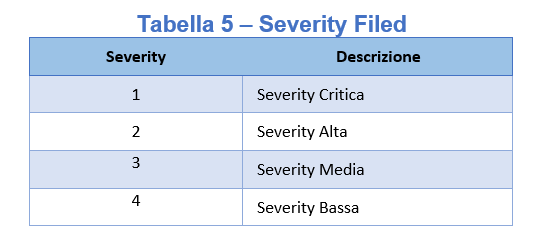 Tabella 5 – Severity Filed
Severity Descrizione
1 Severity Critica
2 Severity Alta
3 Severity Media
4 Severity Bassa